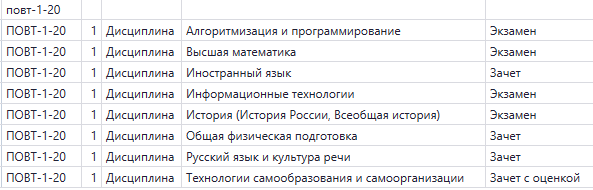 повт-1-20
ПОВТ-1-20 1 Дисциплина Алгоритмизация и программирование Экзамен
ПОВТ-1-20 1 Дисциплина Высшая математика Экзамен
ПОВТ-1-20 1 Дисциплина Иностранный язык Зачет
ПОВТ-1-20 1 Дисциплина Информационные технологии Экзамен
ПОВТ-1-20 1 Дисциплина История (История России, Всеобщая история) Экзамен
ПОВТ-1-20 1 Дисциплина Общая физическая подготовка Зачет
ПОВТ-1-20 1 Дисциплина Русский язык и культура речи Зачет
ПОВТ-1-20 1 Дисциплина Технологии самообразования и самоорганизации Зачет с оценкой